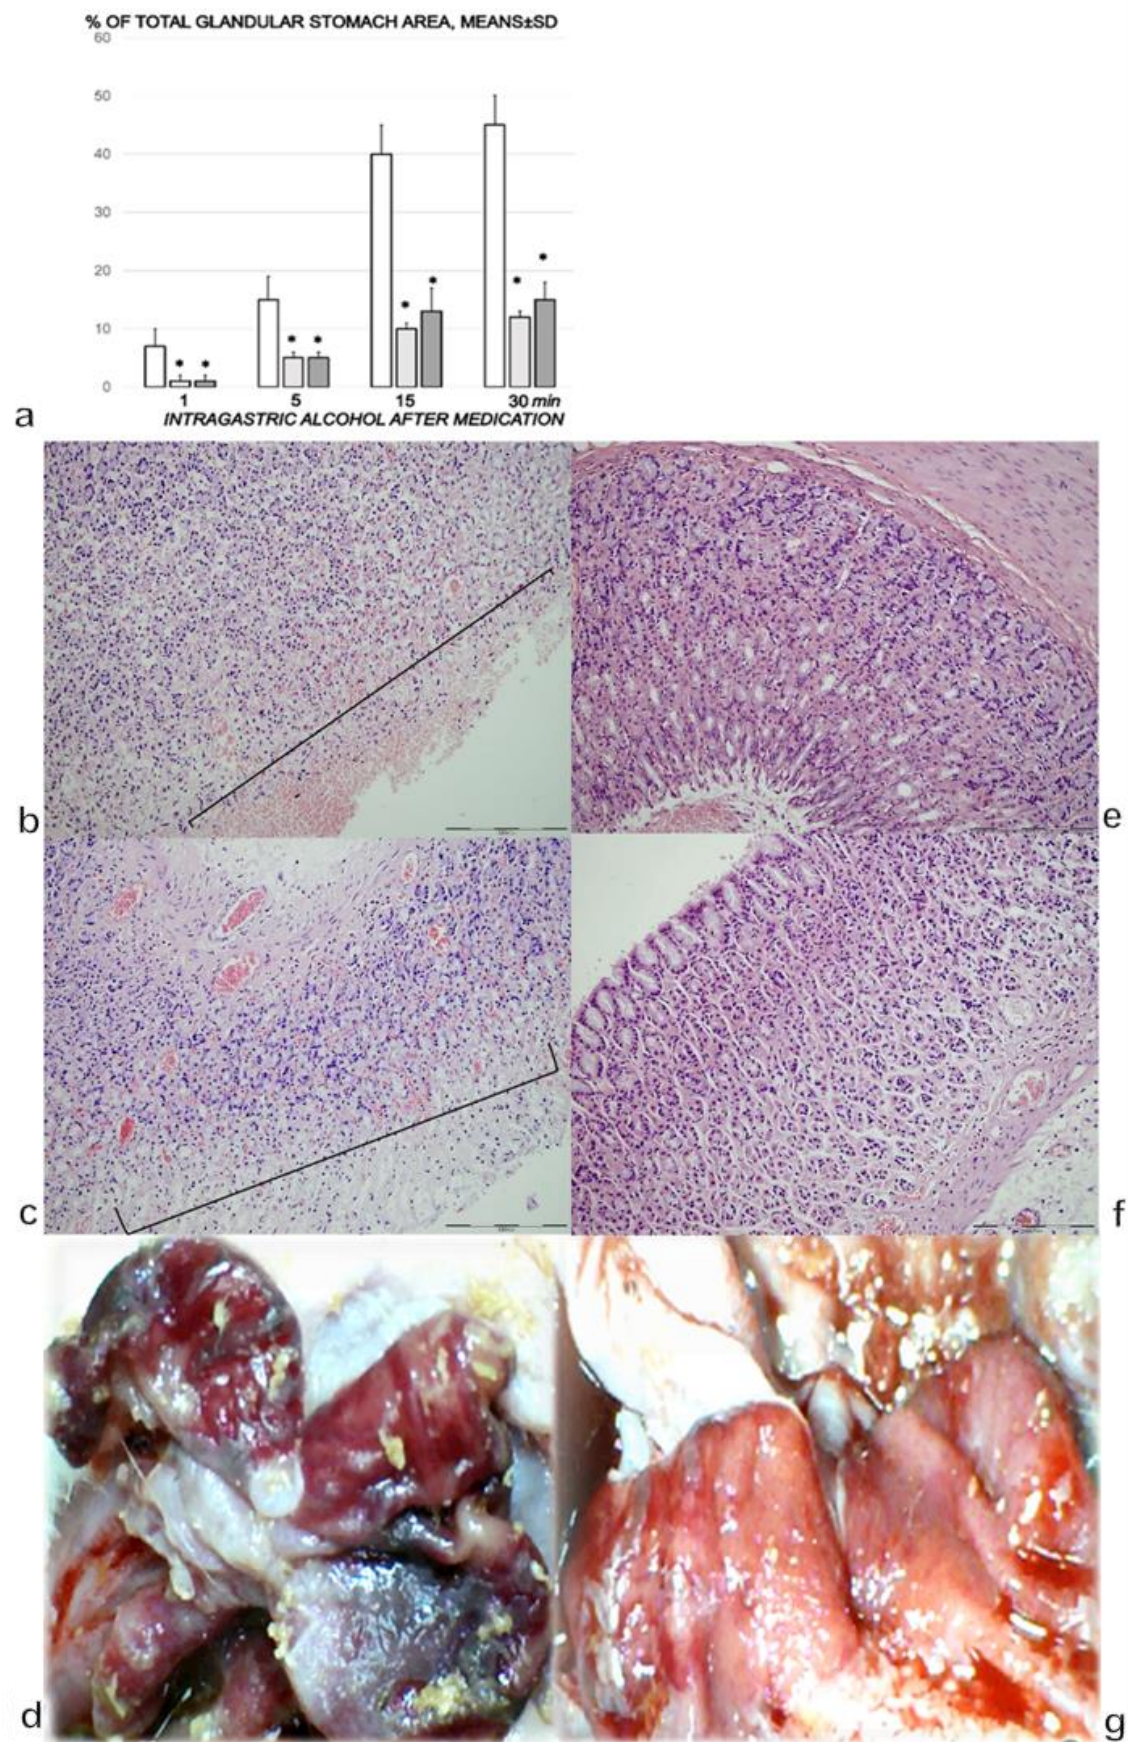 % OF TOTAL GLANDULAR STOMACH AREA, MEANS±SD
60
50
40
30
20
10
0
* * * * * * * *
1 5 15 30 min
INTRAGASTRIC ALCOHOL AFTER MEDICATION
a
b
e
c
f
d
g